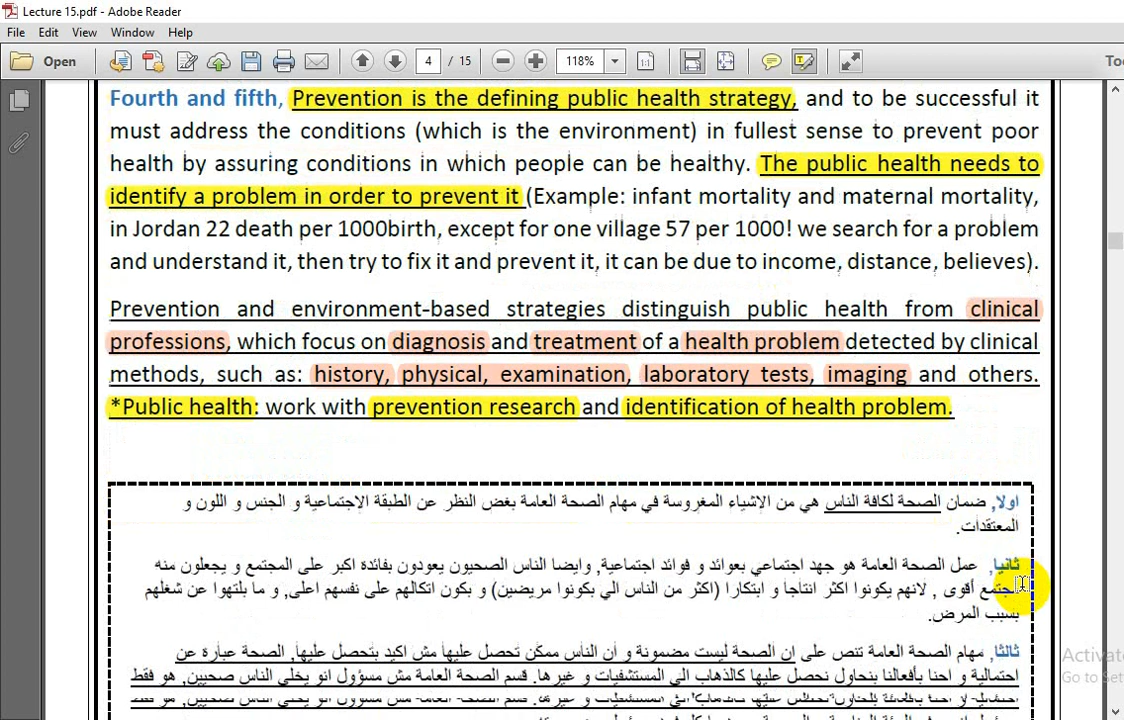 Lecture 15.pdf - Adobe Reader
File Edit View Window Help
Open 4 / 15 118%
Fourth and fifth, Prevention is the defining public health strategy, and to be successful it
must address the conditions (which is the environment) in fullest sense to prevent poor
health by assuring conditions in which people can be healthy. The public health needs to
identify a problem in order to prevent it (Example: infant mortality and maternal mortality,
in Jordan 22 death per 1000birth, except for one village 57 per 1000! we search for a problem
and understand it, then try to fix it and prevent it, it can be due to income, distance, believes).
Prevention and environment-based strategies distinguish public health from clinical
professions, which focus on diagnosis and treatment of a health problem detected by clinical
methods, such as: history, physical, examination, laboratory tests, imaging and others.
*Public health: work with prevention research and identification of health problem.
اولا, ضمان الصحة لكافة الناس هي من الإشياء المغروسة في مهام الصحة العامة بغض النظر عن الطبقة الإجتماعية و الجنس و اللون و
المعتقدات.
ثانيا, عمل الصحة العامة هو جهد اجتماعي بعوائد و فوائد اجتماعية, وايضا الناس الصحيون يعودون بفائدة اكبر على المجتمع و يجعلون منه
مجتمع أقوى , لانهم يكونوا اكثر انتاجا و ابتكارا (اكثر من الناس الي بكونوا مريضين) و بكون اتكالهم على نفسهم اعلى, و ما بلتهوا عن شغلهم
بسبب المرض.
ثالثا, مهام الصحة العامة تنص على ان الصحة ليست مضمونة و أن الناس ممكن تحصل عليها مش اكيد بتحصل عليها, الصحة عبارة عن
احتمالية و احنا بأفعالنا بنحاول نحصل عليها كالذهاب الى المستشفيات و غيرها. قسم الصحة العامة مش مسؤول انو يخلي الناس صحيين, هو فقط
Activate
Go to Set